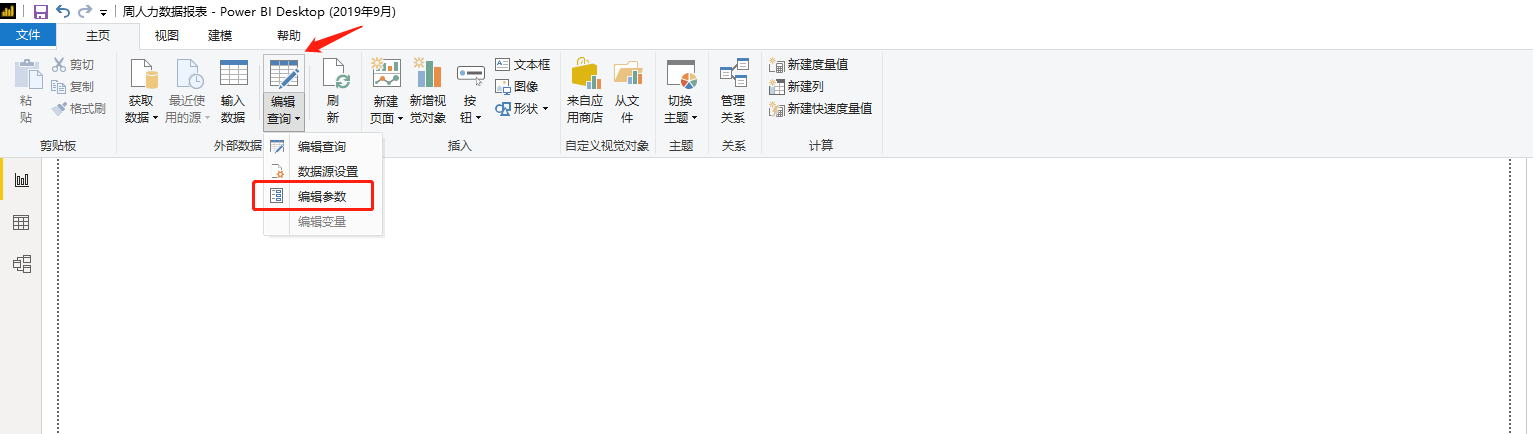 周人力数据报表 - Power BI Desktop (2019年9月)
文件 主页 视图 建模 帮助
粘
贴
剪切
复制
格式刷
剪贴板
获取
数据
最近使
用的源
输入
数据
编辑
查询
刷
新
外部数据
新建
页面
新增视
觉对象
按
钮
文本框
图像
形状
插入
来自应
用商店
从文
件
自定义视觉对象
切换
主题
主题
管理
关系
关系
新建度量值
新建列
新建快速度量值
计算
编辑查询
数据源设置
编辑参数
编辑变量